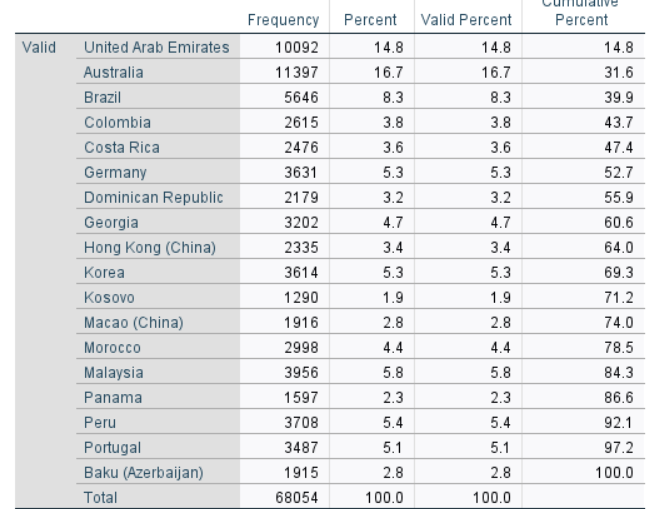 Cumulative
Frequency Percent Valid Percent Percent
Valid United Arab Emirates 10092 14.8 14.8 14.8
Australia 11397 16.7 16.7 31.6
Brazil 5646 8.3 8.3 39.9
Colombia 2615 3.8 3.8 43.7
Costa Rica 2476 3.6 3.6 47.4
Germany 3631 5.3 5.3 52.7
Dominican Republic 2179 3.2 3.2 55.9
Georgia 3202 4.7 4.7 60.6
Hong Kong (China) 2335 3.4 3.4 64.0
Korea 3614 5.3 5.3 69.3
Kosovo 1290 1.9 1.9 71.2
Macao (China) 1916 2.8 2.8 74.0
Morocco 2998 4.4 4.4 78.5
Malaysia 3956 5.8 5.8 84.3
Panama 1597 2.3 2.3 86.6
Peru 3708 5.4 5.4 92.1
Portugal 3487 5.1 5.1 97.2
Baku (Azerbaijan) 1915 2.8 2.8 100.0
Total 68054 100.0 100.0